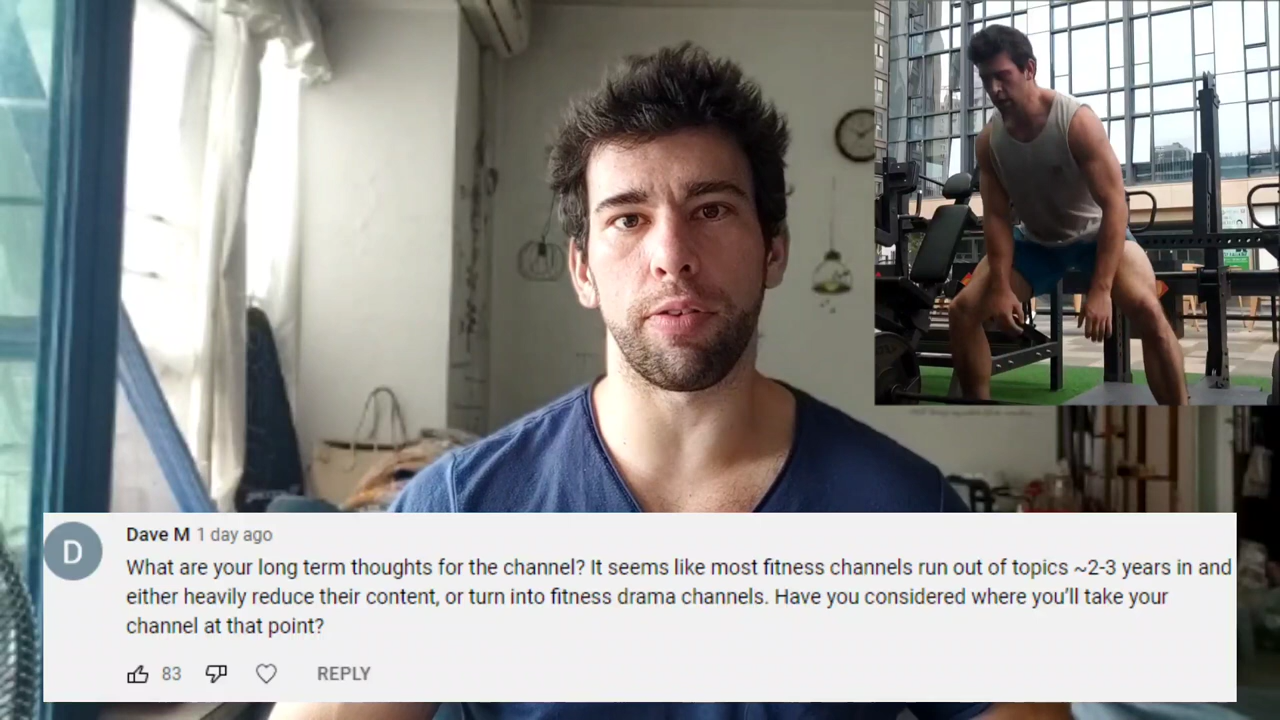 Dave M 1 day ago
What are your long term thoughts for the channel? It seems like most fitness channels run out of topics ~2-3 years in and
either heavily reduce their content, or turn into fitness drama channels. Have you considered where you'll take your
channel at that point?
83 REPLY
D